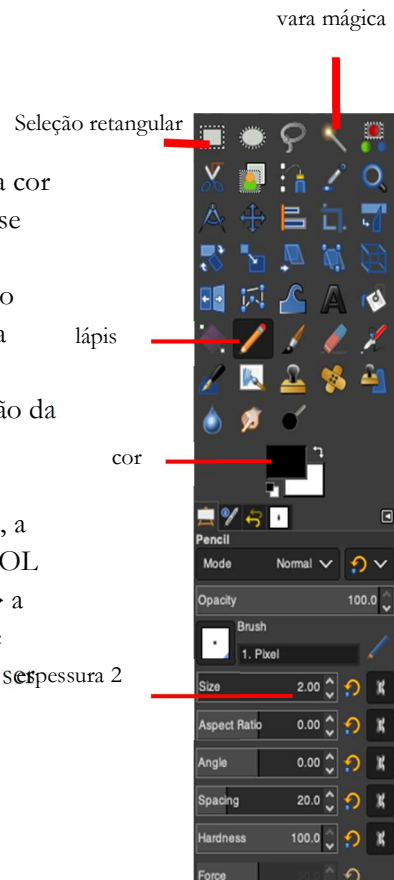 vara mágica
Seleção retangular
a cor
se
o
a
lápis
ão da
cor
, a
OL
a
espessura 2
ser
Pencil
Mode Normal
Opacity 100.0
Brush
1. Pixel
Size 2.00
Aspect Ratio 0.00
Angle 0.00
Spacing 20.0
Hardness 100.0
Force